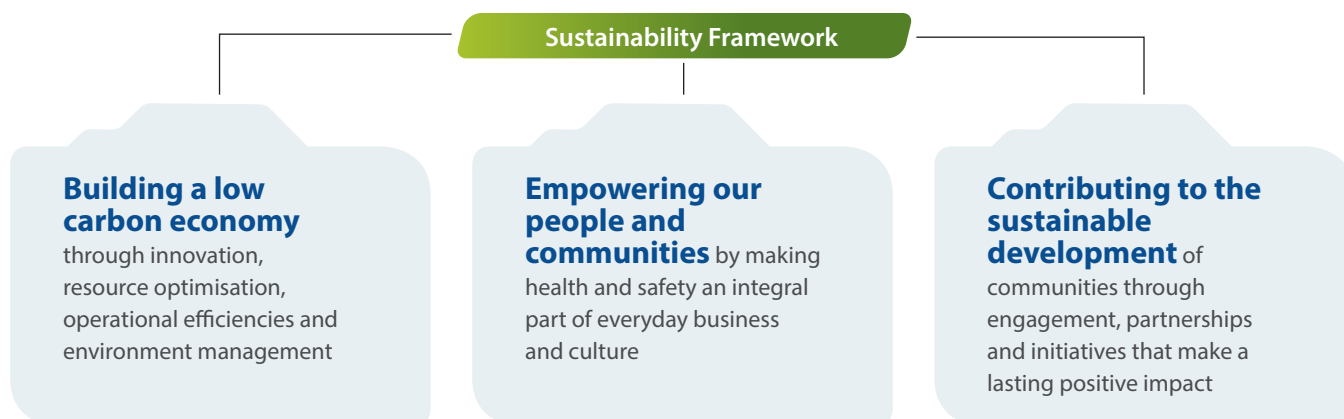 Sustainability Framework
Building a low
carbon economy
through innovation,
resource optimisation,
operational efficiencies and
environment management
Empowering our
people and
communities by making
health and safety an integral
part of everyday business
and culture
Contributing to the
sustainable
development of
communities through
engagement, partnerships
and initiatives that make a
lasting positive impact